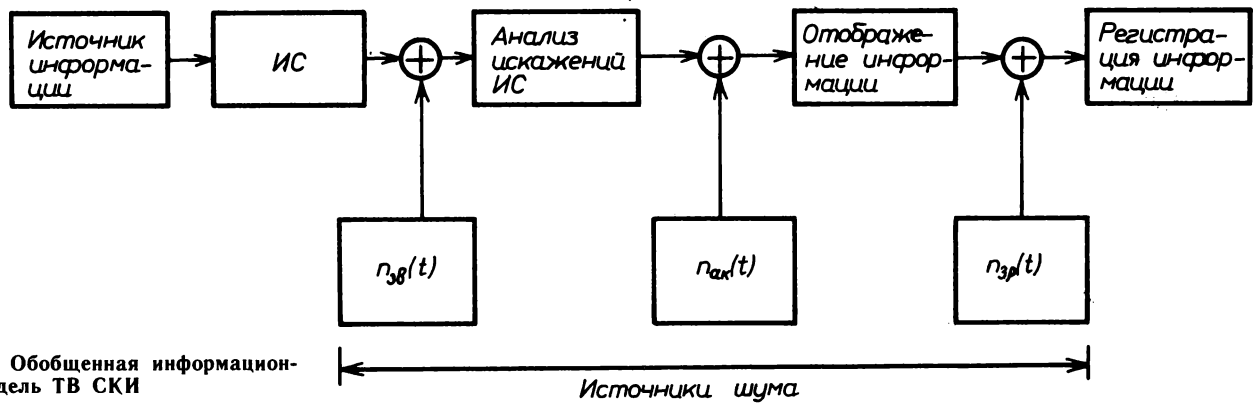 Источник
информа-
ции
ИС
Анализ
искажений
ИС
Отображе-
ние инфор-
мации
Регистра-
ция инфор-
мации
n_зв(t)
n_ак(t)
n_зр(t)
Источники шума
Обобщенная информацион-
дель ТВ СКИ